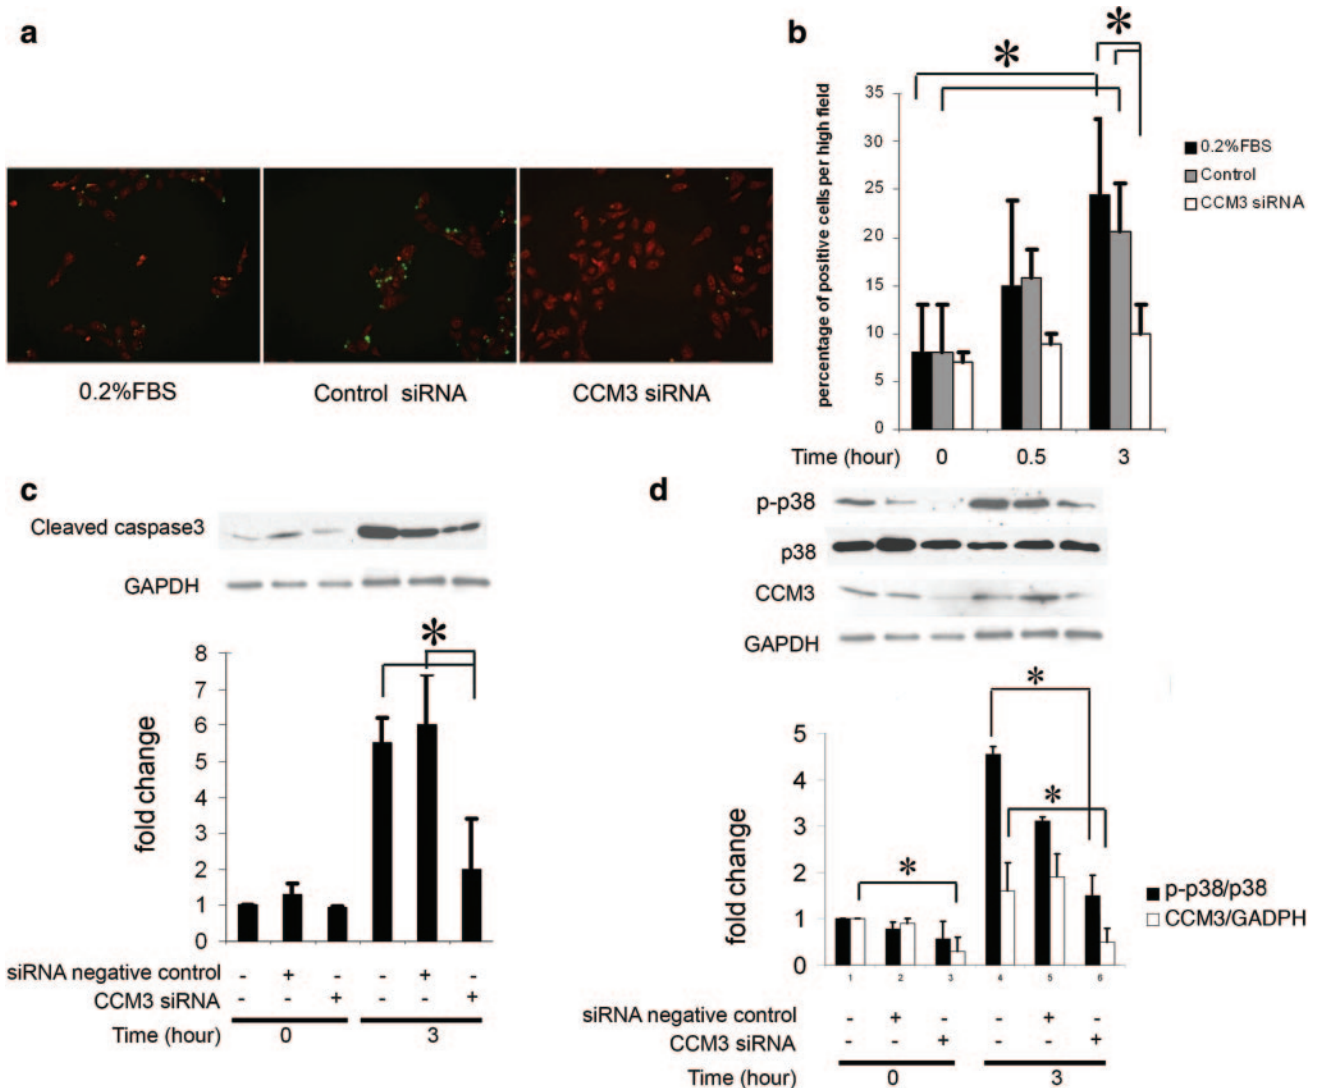 a
0.2%FBS
Control siRNA
CCM3 siRNA
b
*
*
percentage of positive cells per high field
35
30
25
20
15
10
5
0
0.2%FBS
Control
CCM3 siRNA
Time (hour) 0 0.5 3
c
Cleaved caspase3
GAPDH
*
fold change
8
7
6
5
4
3
2
1
0
siRNA negative control - + - - + -
CCM3 siRNA - - + - - +
Time (hour) 0 3
d
p-p38
p38
CCM3
GAPDH
*
*
*
fold change
5
4
3
2
1
0
1 2 3 4 5 6
p-p38/p38
CCM3/GADPH
siRNA negative control - + - - + -
CCM3 siRNA - - + - - +
Time (hour) 0 3